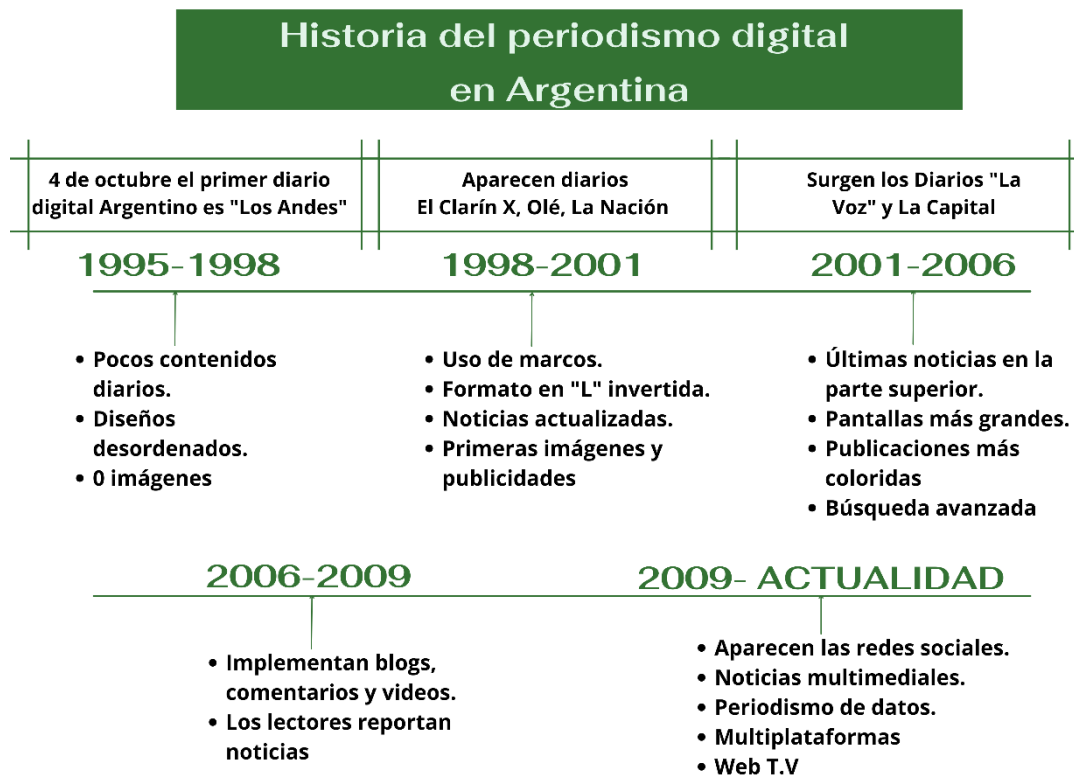 Historia del periodismo digital
en Argentina
4 de octubre el primer diario
digital Argentino es "Los Andes"
Aparecen diarios
El Clarín X, Olé, La Nación
Surgen los Diarios "La
Voz" y La Capital
1995-1998
1998-2001
2001-2006
• Pocos contenidos
diarios.
• Diseños
desordenados.
• 0 imágenes
• Uso de marcos.
• Formato en "L" invertida.
• Noticias actualizadas.
• Primeras imágenes y
publicidades
• Últimas noticias en la
parte superior.
• Pantallas más grandes.
• Publicaciones más
coloridas
• Búsqueda avanzada
2006-2009
2009- ACTUALIDAD
• Implementan blogs,
comentarios y videos.
• Los lectores reportan
noticias
• Aparecen las redes sociales.
• Noticias multimediales.
• Periodismo de datos.
• Multiplataformas
• Web T.V